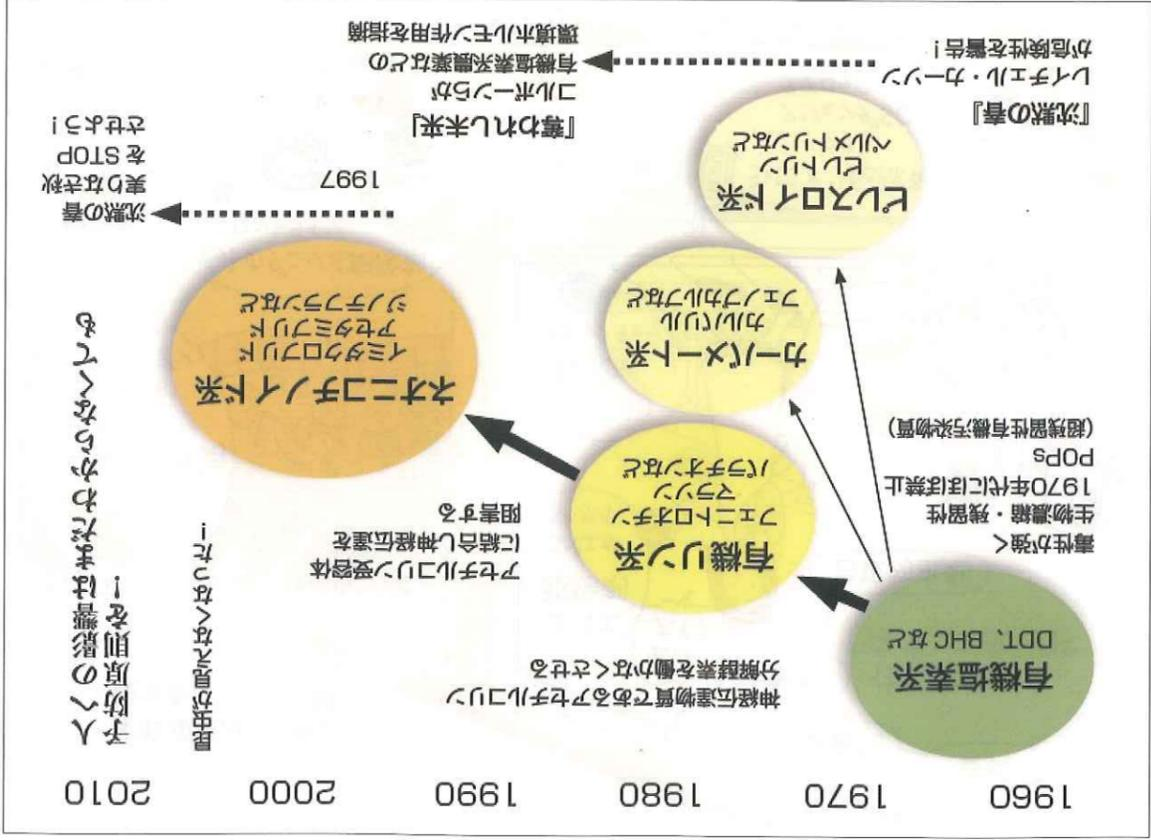 1960
1970
1980
1990
2000
2010
有機塩素系
DDT、BHCなど
毒性が強く
生物濃縮・残留性
1970年代にほぼ禁止
POPs
(超残留性有機汚染物質)
神経伝達物質であるアセチルコリン
分解酵素を働かなくさせる
有機リン系
フェニトロオチン
マラソン
パラチオンなど
カーバメート系
カルバリル
フェノブカルブなど
ピレスロイド系
ピレトリン
ペルメトリンなど
アセチルコリン受容体
に結合し神経伝達を
阻害する
ネオニコチノイド系
イミダクロプリド
アセタミプリド
ジノテフランなど
昆虫が見えなくなった!
人への影響はまだわからなくても
予防原則を!
『沈黙の春』
レイチェル・カーソン
が危険性を警告!
1997
『奪われし未来』
コルボーンらが
有機塩素系農薬などの
環境ホルモン作用を指摘
沈黙の春
実りなき秋
をSTOP
させよう!